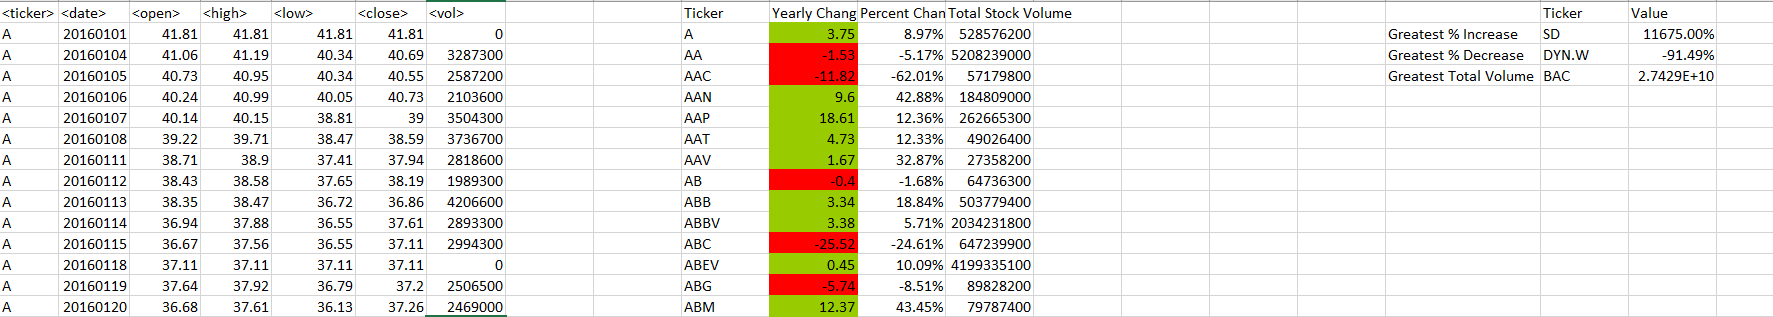 <ticker> <date> <open> <high> <low> <close> <vol> Ticker Yearly Chang Percent Chan Total Stock Volume Ticker Value
A 20160101 41.81 41.81 41.81 41.81 0 A 3.75 8.97% 528576200 Greatest % Increase SD 11675.00%
A 20160104 41.06 41.19 40.34 40.69 3287300 AA -1.53 -5.17% 5208239000 Greatest % Decrease DYN.W -91.49%
A 20160105 40.73 40.95 40.34 40.55 2587200 AAC -11.82 -62.01% 57179800 Greatest Total Volume BAC 2.7429E+10
A 20160106 40.24 40.99 40.05 40.73 2103600 AAN 9.6 42.88% 184809000
A 20160107 40.14 40.15 38.81 39 3504300 AAP 18.61 12.36% 262665300
A 20160108 39.22 39.71 38.47 38.59 3736700 AAT 4.73 12.33% 49026400
A 20160111 38.71 38.9 37.41 37.94 2818600 AAV 1.67 32.87% 27358200
A 20160112 38.43 38.58 37.65 38.19 1989300 AB -0.4 -1.68% 64736300
A 20160113 38.35 38.47 36.72 36.86 4206600 ABB 3.34 18.84% 503779400
A 20160114 36.94 37.88 36.55 37.61 2893300 ABBV 3.38 5.71% 2034231800
A 20160115 36.67 37.56 36.55 37.11 2994300 ABC -25.52 -24.61% 647239900
A 20160118 37.11 37.11 37.11 37.11 0 ABEV 0.45 10.09% 4199335100
A 20160119 37.64 37.92 36.79 37.2 2506500 ABG -5.74 -8.51% 89828200
A 20160120 36.68 37.61 36.13 37.26 2469000 ABM 12.37 43.45% 79787400